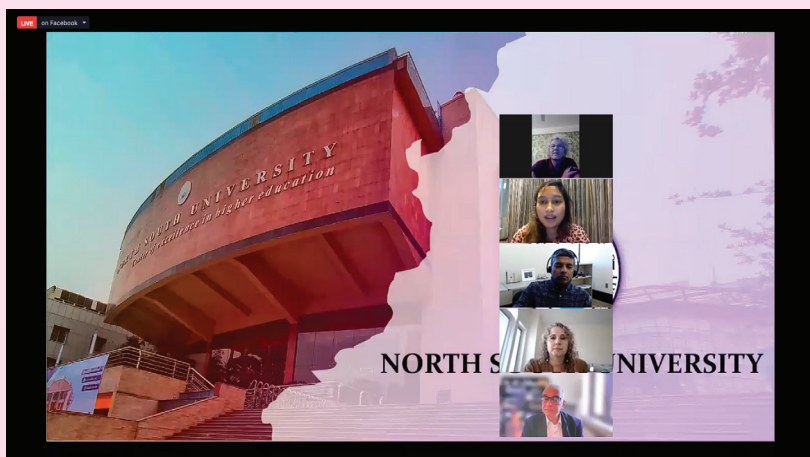 LIVE on Facebook
NORTH SOUTH UNIVERSITY
Center of excellence in higher education
NORTH S UNIVERSITY